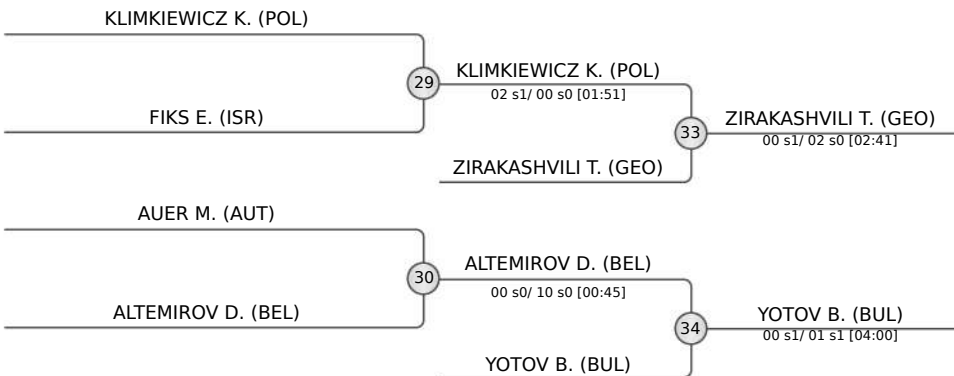 KLIMKIEWICZ K. (POL)
29
KLIMKIEWICZ K. (POL)
02 s1/ 00 s0 [01:51]
FIKS E. (ISR)
33
ZIRAKASHVILI T. (GEO)
00 s1/ 02 s0 [02:41]
ZIRAKASHVILI T. (GEO)
AUER M. (AUT)
30
ALTEMIROV D. (BEL)
00 s0/ 10 s0 [00:45]
ALTEMIROV D. (BEL)
34
YOTOV B. (BUL)
00 s1/ 01 s1 [04:00]
YOTOV B. (BUL)